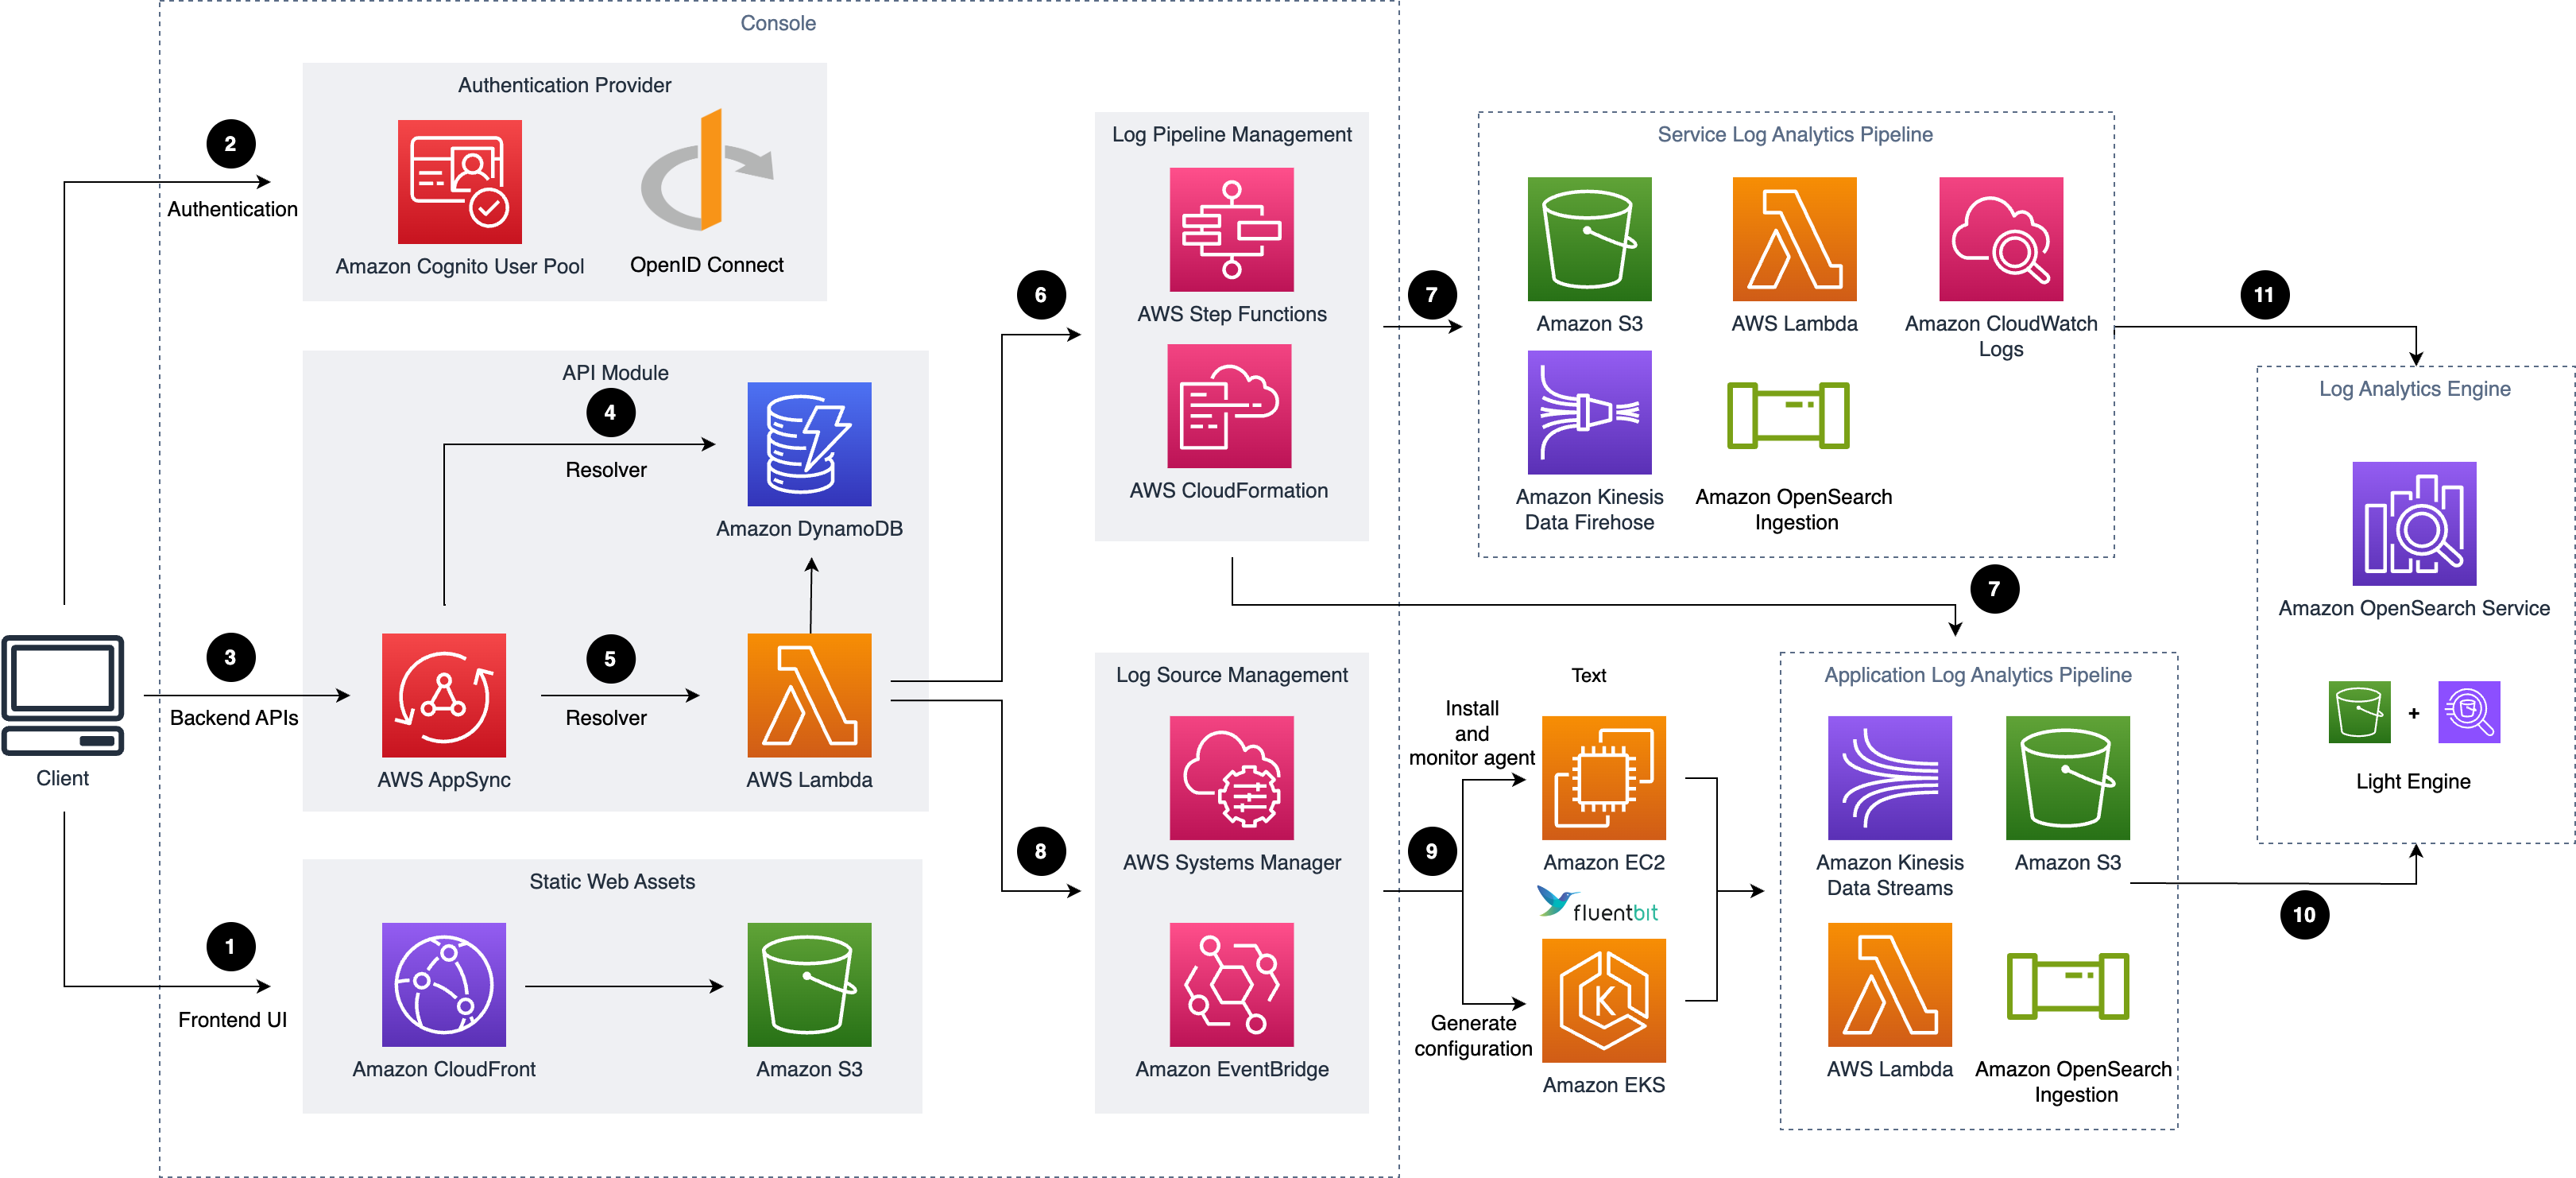 Console
Authentication Provider
2
Authentication
Amazon Cognito User Pool
OpenID Connect
API Module
4
Resolver
Amazon DynamoDB
3
Backend APIs
5
Resolver
AWS AppSync
AWS Lambda
Client
Static Web Assets
1
Frontend UI
Amazon CloudFront
Amazon S3
6
Log Pipeline Management
AWS Step Functions
AWS CloudFormation
8
Log Source Management
AWS Systems Manager
Amazon EventBridge
7
Service Log Analytics Pipeline
Amazon S3
AWS Lambda
Amazon CloudWatch
Logs
Amazon Kinesis
Data Firehose
Amazon OpenSearch
Ingestion
7
9
Text
Install
and
monitor agent
Amazon EC2
fluentbit
Generate
configuration
K
Amazon EKS
Application Log Analytics Pipeline
Amazon Kinesis
Data Streams
Amazon S3
AWS Lambda
Amazon OpenSearch
Ingestion
11
10
Log Analytics Engine
Amazon OpenSearch Service
+
Light Engine